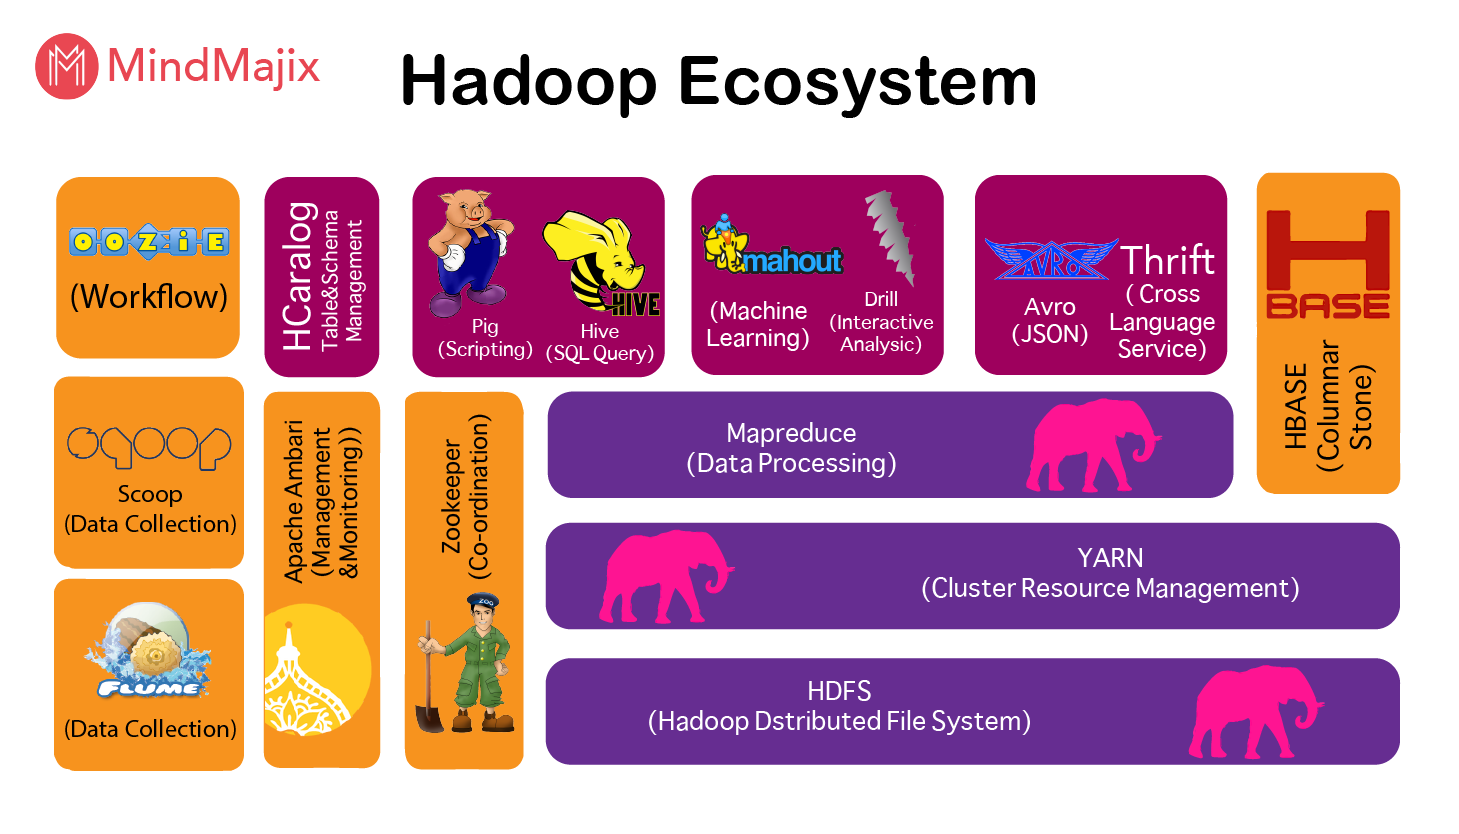 MindMajix
Hadoop Ecosystem
OOZiE
(Workflow)
HCaralog
Table&Schema
Management
Pig
(Scripting)
HIVE
Hive
(SQL Query)
mahout
(Machine
Learning)
Drill
(Interactive
Analysic)
AVRO
Avro
(JSON)
Thrift
( Cross
Language
Service)
H
BASE
HBASE
(Columnar
Stone)
sqoop
Scoop
(Data Collection)
Apache Ambari
(Management
&Monitoring))
Zookeeper
(Co-ordination)
ZOO
Mapreduce
(Data Processing)
YARN
(Cluster Resource Management)
FLUME
(Data Collection)
HDFS
(Hadoop Dstributed File System)